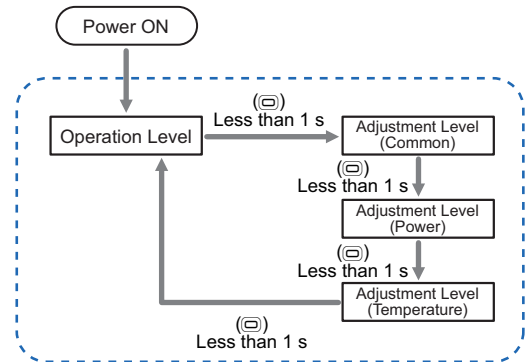 Power ON
Operation Level
Less than 1 s
Adjustment Level
(Common)
Less than 1 s
Adjustment Level
(Power)
Less than 1 s
Adjustment Level
(Temperature)
Less than 1 s